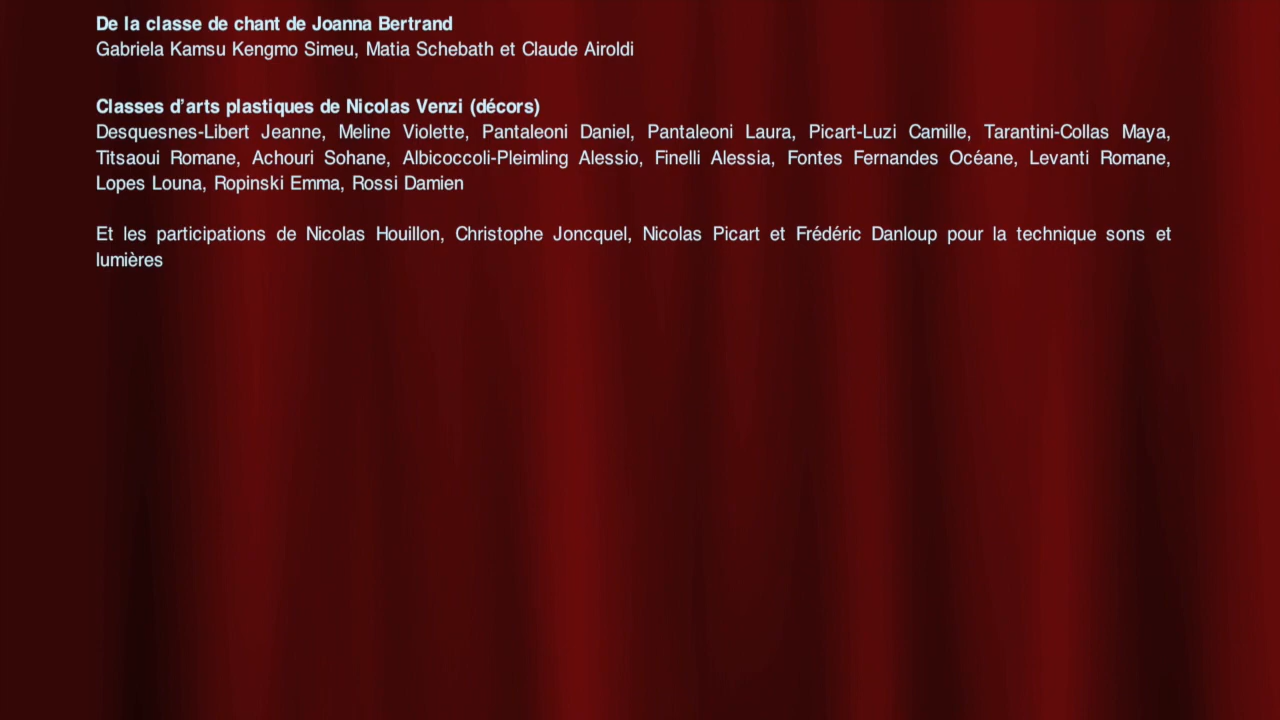 De la classe de chant de Joanna Bertrand
Gabriela Kamsu Kengmo Simeu, Matia Schebath et Claude Airoldi
Classes d’arts plastiques de Nicolas Venzi (décors)
Desquesnes-Libert Jeanne, Meline Violette, Pantaleoni Daniel, Pantaleoni Laura, Picart-Luzi Camille, Tarantini-Collas Maya,
Titsaoui Romane, Achouri Sohane, Albicoccoli-Pleimling Alessio, Finelli Alessia, Fontes Fernandes Océane, Levanti Romane,
Lopes Louna, Ropinski Emma, Rossi Damien
Et les participations de Nicolas Houillon, Christophe Joncquel, Nicolas Picart et Frédéric Danloup pour la technique sons et
lumières